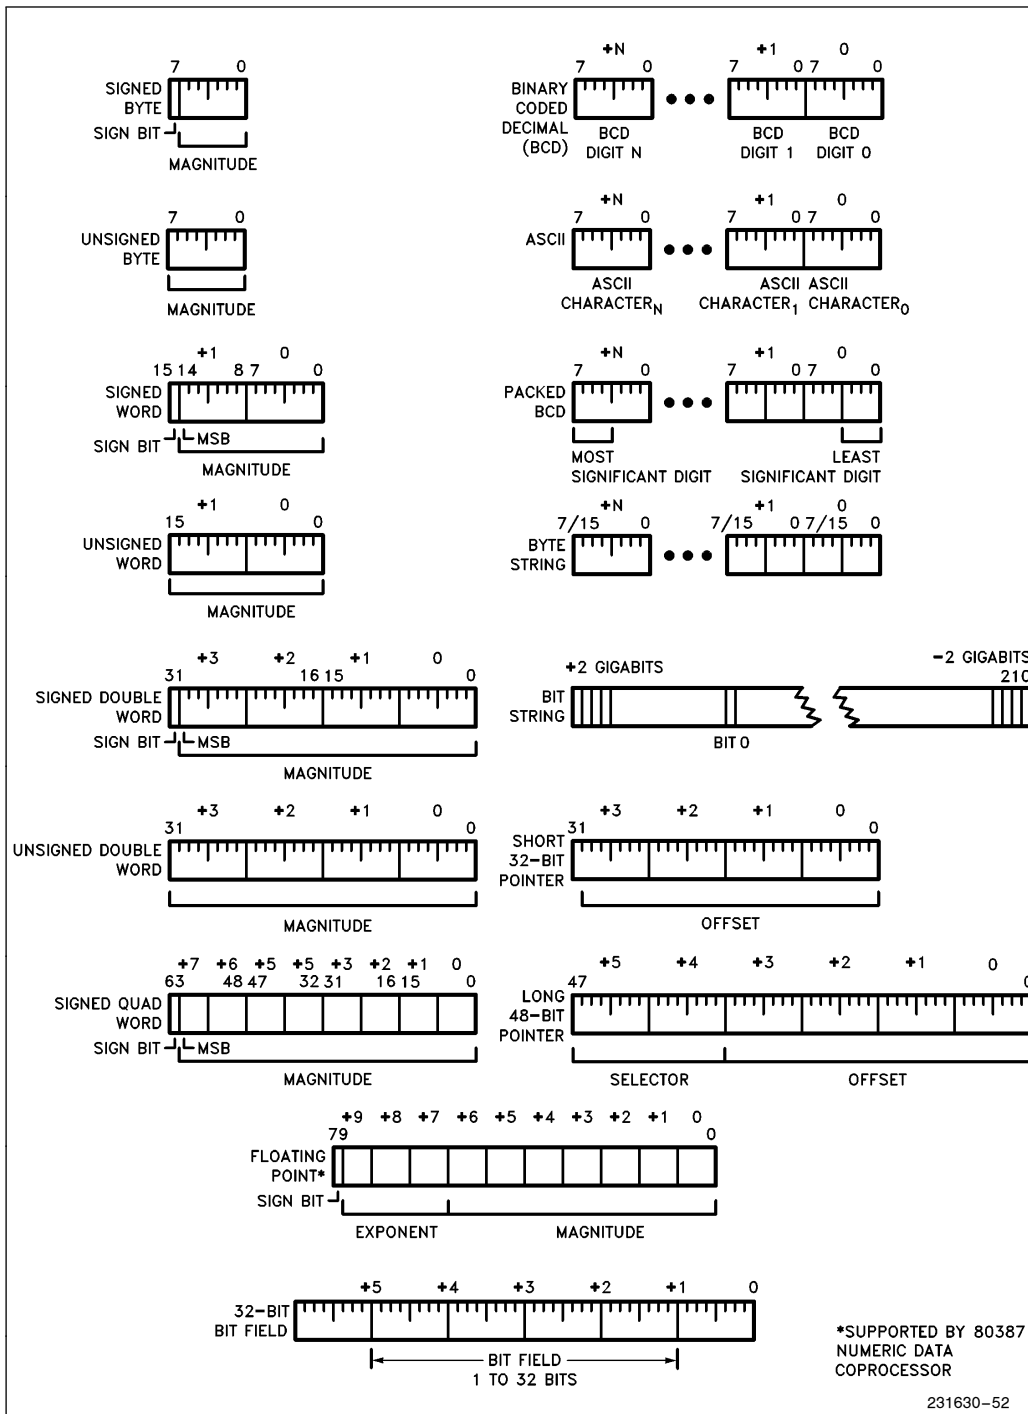 7 0
SIGNED
BYTE
SIGN BIT
MAGNITUDE
+N +1 0
7 0 7 0 7 0
BINARY
CODED
DECIMAL
(BCD)
BCD
DIGIT N
BCD
DIGIT 1
BCD
DIGIT 0
7 0
UNSIGNED
BYTE
MAGNITUDE
+N +1 0
7 0 7 0 7 0
ASCII
ASCII
CHARACTERN
ASCII
CHARACTER1
ASCII
CHARACTER0
+1 0
15 14 8 7 0
SIGNED
WORD
SIGN BIT MSB
MAGNITUDE
+N +1 0
7 0 7 0 7 0
PACKED
BCD
MOST
SIGNIFICANT DIGIT
LEAST
SIGNIFICANT DIGIT
+1 0
15 0
UNSIGNED
WORD
MAGNITUDE
+N +1 0
7/15 0 7/15 0 7/15 0
BYTE
STRING
+3 +2 +1 0
31 16 15 0
SIGNED DOUBLE
WORD
SIGN BIT MSB
MAGNITUDE
+2 GIGABITS -2 GIGABITS
210
BIT
STRING
BIT 0
+3 +2 +1 0
31 0
UNSIGNED DOUBLE
WORD
MAGNITUDE
+3 +2 +1 0
31 0
SHORT
32-BIT
POINTER
OFFSET
+7 +6 +5 +5 +3 +2 +1 0
63 48 47 32 31 16 15 0
SIGNED QUAD
WORD
SIGN BIT MSB
MAGNITUDE
+5 +4 +3 +2 +1 0
47 0
LONG
48-BIT
POINTER
SELECTOR OFFSET
+9 +8 +7 +6 +5 +4 +3 +2 +1 0
79 0
FLOATING
POINT*
SIGN BIT
EXPONENT MAGNITUDE
+5 +4 +3 +2 +1 0
32-BIT
BIT FIELD
BIT FIELD
1 TO 32 BITS
*SUPPORTED BY 80387
NUMERIC DATA
COPROCESSOR
231630-52